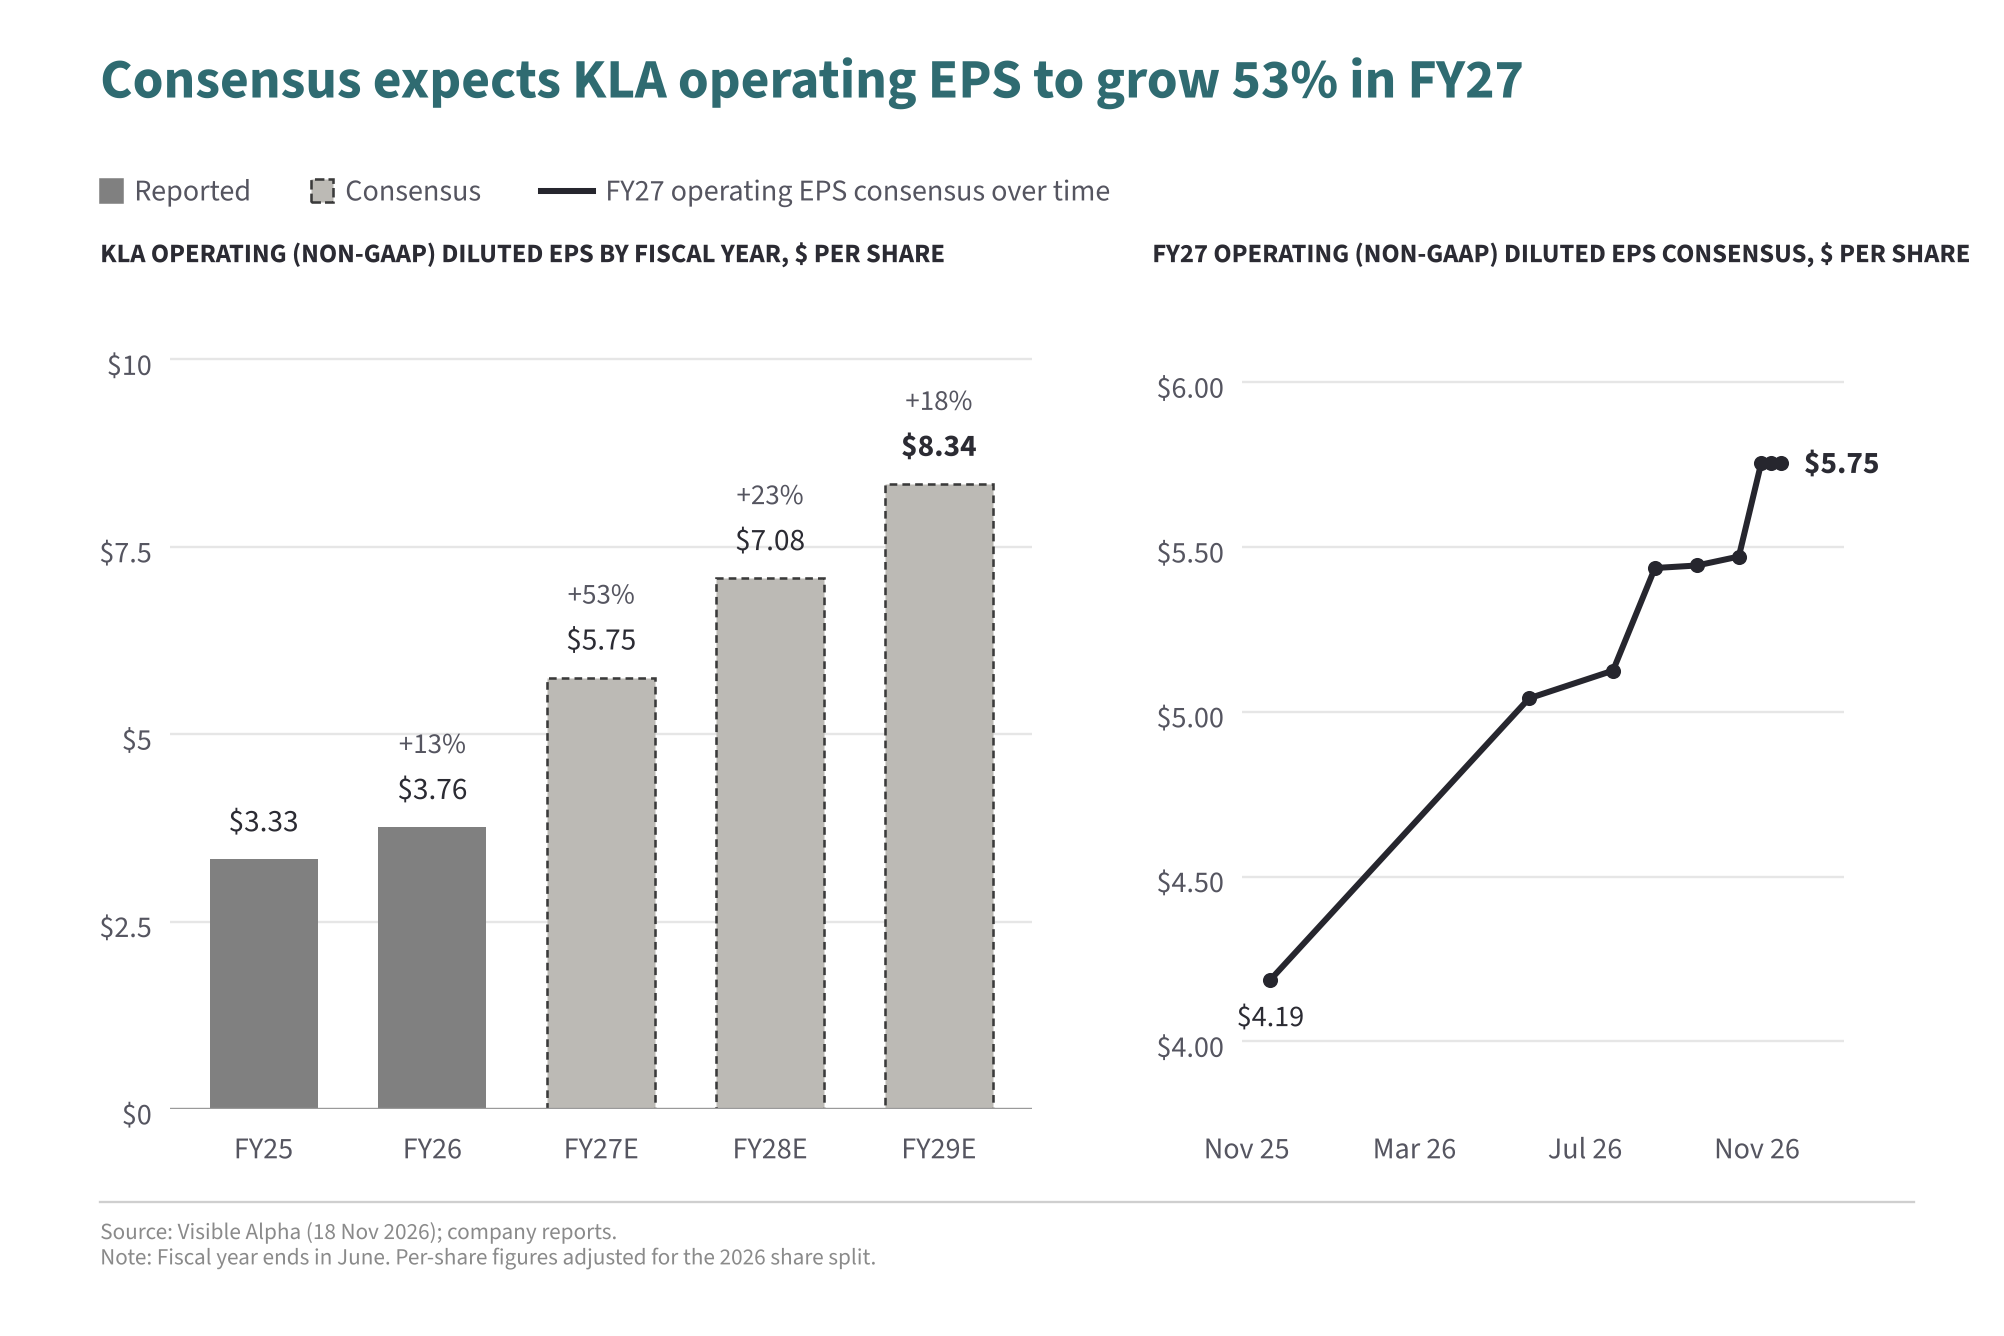 Consensus expects KLA operating EPS to grow 53% in FY27
Reported
Consensus
FY27 operating EPS consensus over time
KLA OPERATING (NON-GAAP) DILUTED EPS BY FISCAL YEAR, $ PER SHARE
$10
$7.5
$5
$2.5
$0
$3.33
+13%
$3.76
+53%
$5.75
+23%
$7.08
+18%
$8.34
FY25
FY26
FY27E
FY28E
FY29E
FY27 OPERATING (NON-GAAP) DILUTED EPS CONSENSUS, $ PER SHARE
$6.00
$5.50
$5.00
$4.50
$4.00
$4.19
$5.75
Nov 25
Mar 26
Jul 26
Nov 26
Source: Visible Alpha (18 Nov 2026); company reports.
Note: Fiscal year ends in June. Per-share figures adjusted for the 2026 share split.